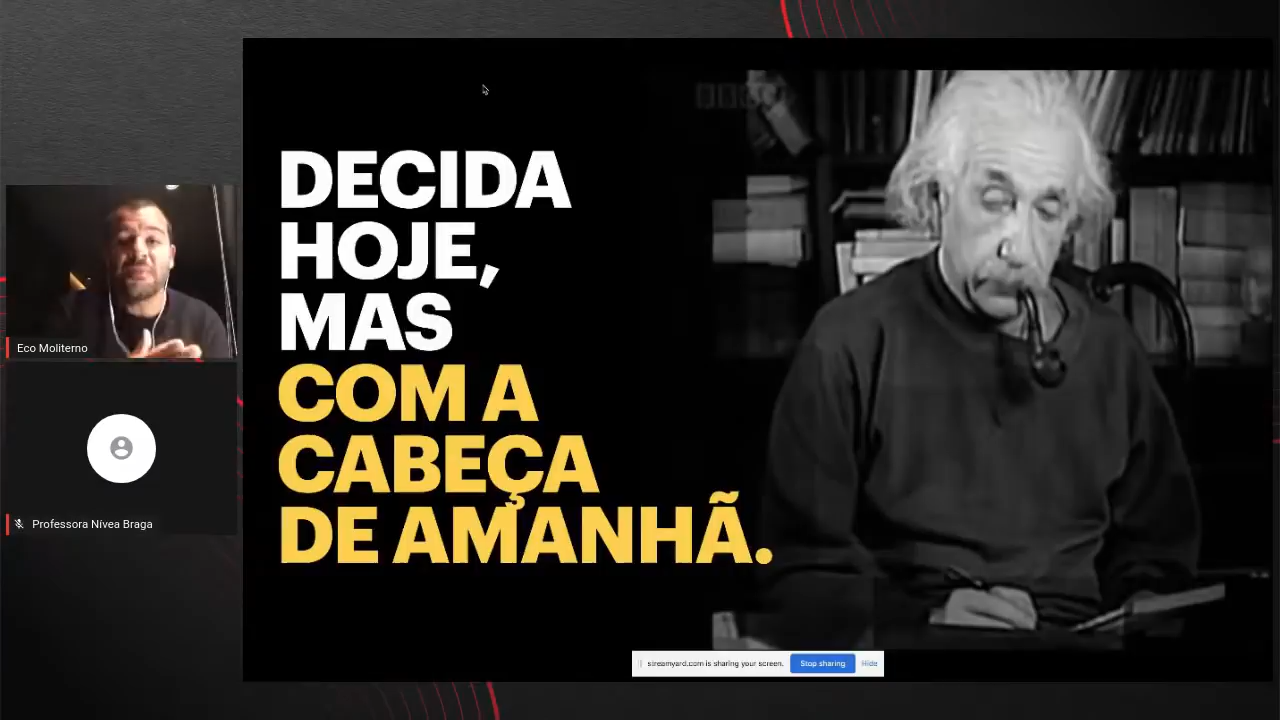 BBC
DECIDA
HOJE,
MAS
COM A
CABEÇA
DE AMANHÃ.
Eco Moliterno
Professora Nívea Braga
streamyard.com is sharing your screen.
Stop sharing
Hide